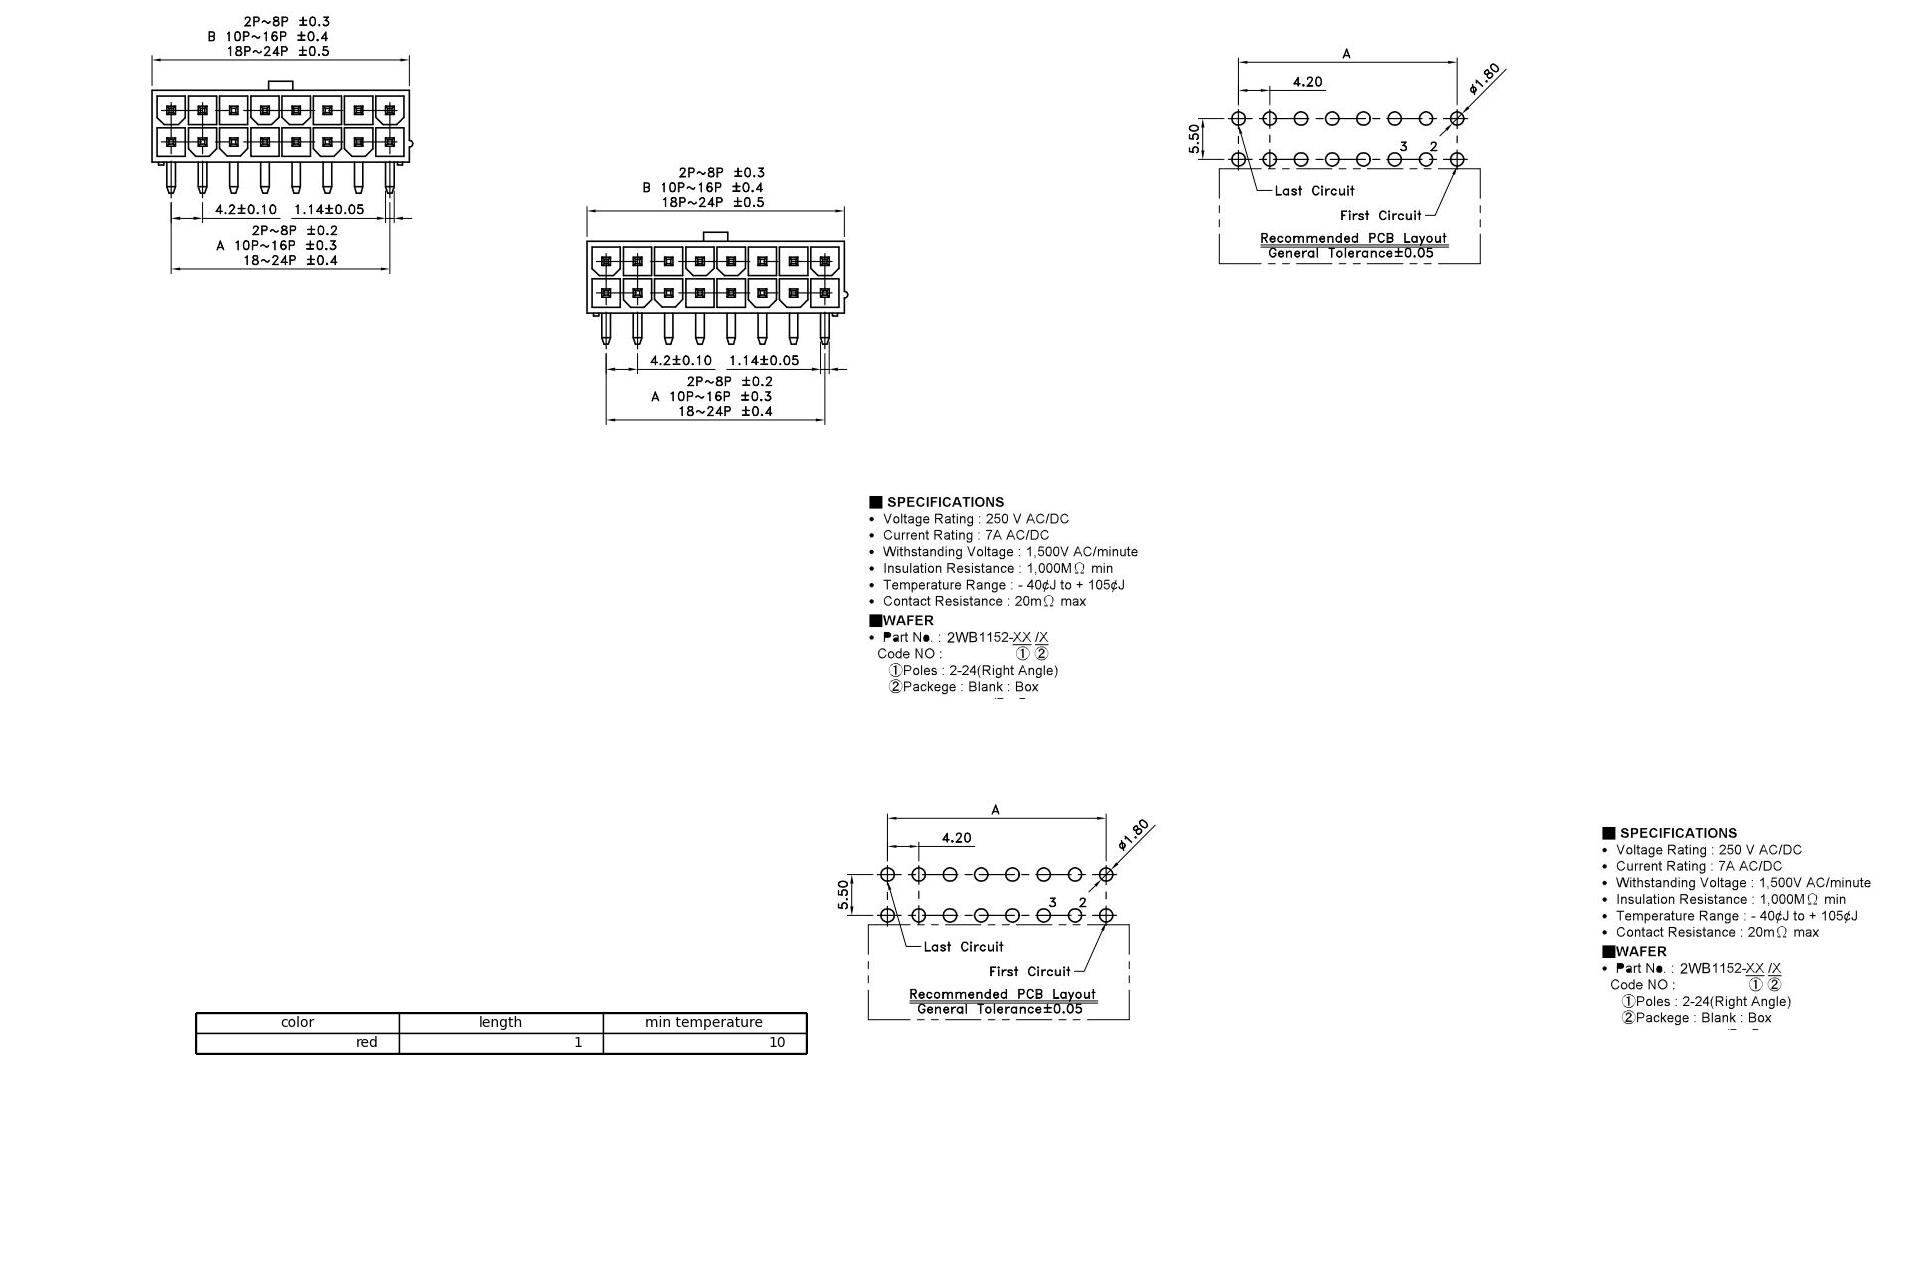 2P~8P ±0.3
B 10P~16P ±0.4
18P~24P ±0.5
4.2±0.10 1.14±0.05
2P~8P ±0.2
A 10P~16P ±0.3
18~24P ±0.4
2P~8P ±0.3
B 10P~16P ±0.4
18P~24P ±0.5
4.2±0.10 1.14±0.05
2P~8P ±0.2
A 10P~16P ±0.3
18~24P ±0.4
A
4.20
ø1.80
5.50
3 2
Last Circuit
First Circuit
Recommended PCB Layout
General Tolerance±0.05
■ SPECIFICATIONS
• Voltage Rating : 250 V AC/DC
• Current Rating : 7A AC/DC
• Withstanding Voltage : 1,500V AC/minute
• Insulation Resistance : 1,000MΩ min
• Temperature Range : - 40¢J to + 105¢J
• Contact Resistance : 20mΩ max
■WAFER
• Part No. : 2WB1152-XX /X
Code NO : ① ②
①Poles : 2-24(Right Angle)
②Packege : Blank : Box
A
4.20
ø1.80
5.50
3 2
Last Circuit
First Circuit
Recommended PCB Layout
General Tolerance±0.05
■ SPECIFICATIONS
• Voltage Rating : 250 V AC/DC
• Current Rating : 7A AC/DC
• Withstanding Voltage : 1,500V AC/minute
• Insulation Resistance : 1,000MΩ min
• Temperature Range : - 40¢J to + 105¢J
• Contact Resistance : 20mΩ max
■WAFER
• Part No. : 2WB1152-XX /X
Code NO : ① ②
①Poles : 2-24(Right Angle)
②Packege : Blank : Box
color length min temperature
red 1 10